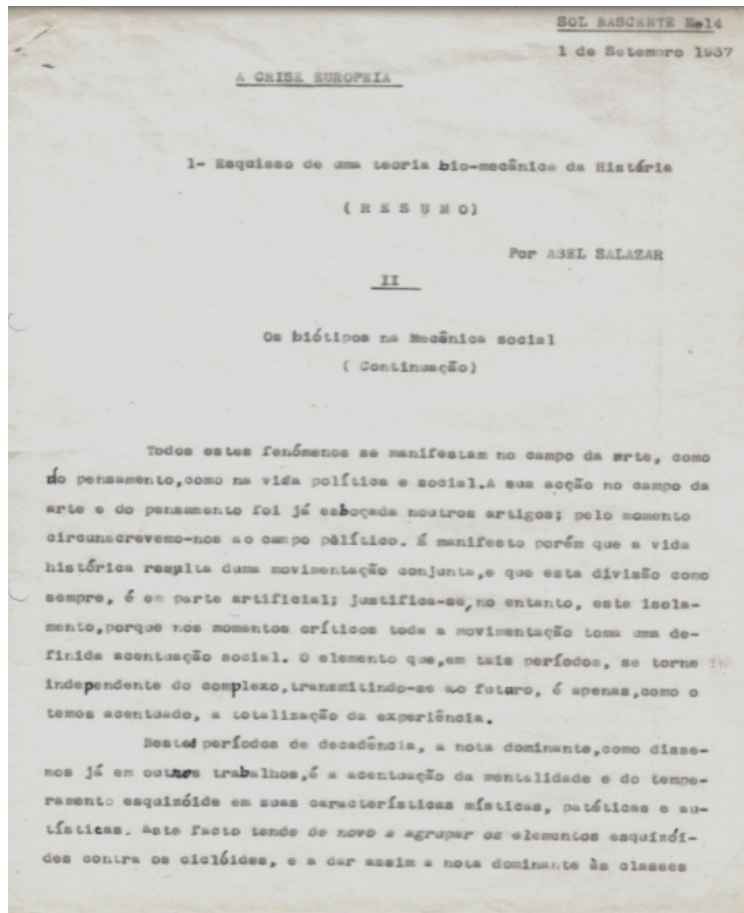 SOL NASCENTE Nº14
1 de Setembro 1937
A CRISE EUROPEIA
1- Esquisso de uma teoria bio-mecânica da História
( R E S U M O)
Por ABEL SALAZAR
II
Os biótipos na Mecânica social
( Continuação)
Todos estes fenómenos se manifestam no campo da arte, como
do pensamento,como na vida política e social.A sua acção no campo da
arte e do pensamento foi já esboçada noutros artigos; pelo momento
circunscrevemo-nos ao campo político. É manifesto porém que a vida
histórica resulta duma movimentação conjunta,e que esta divisão como
sempre, é em parte artificial; justifica-se,no entanto, este isola-
mento,porque nos momentos críticos toda a movimentação toma uma de-
finida acentuação social. O elemento que,em tais períodos, se torna
independente do complexo,transmitindo-se ao futuro, é apenas,como o
temos acentuado, a totalização da experiência.
Nestes períodos de decadência, a nota dominante,como disse-
mos já em outros trabalhos,é a acentuação da mentalidade e do tempe-
ramento esquizóide em suas características místicas, patéticas e au-
tísticas. Este facto tende de novo a agrupar os elementos esquizói-
des contra os ciclóides, e a dar assim a nota dominante às classes